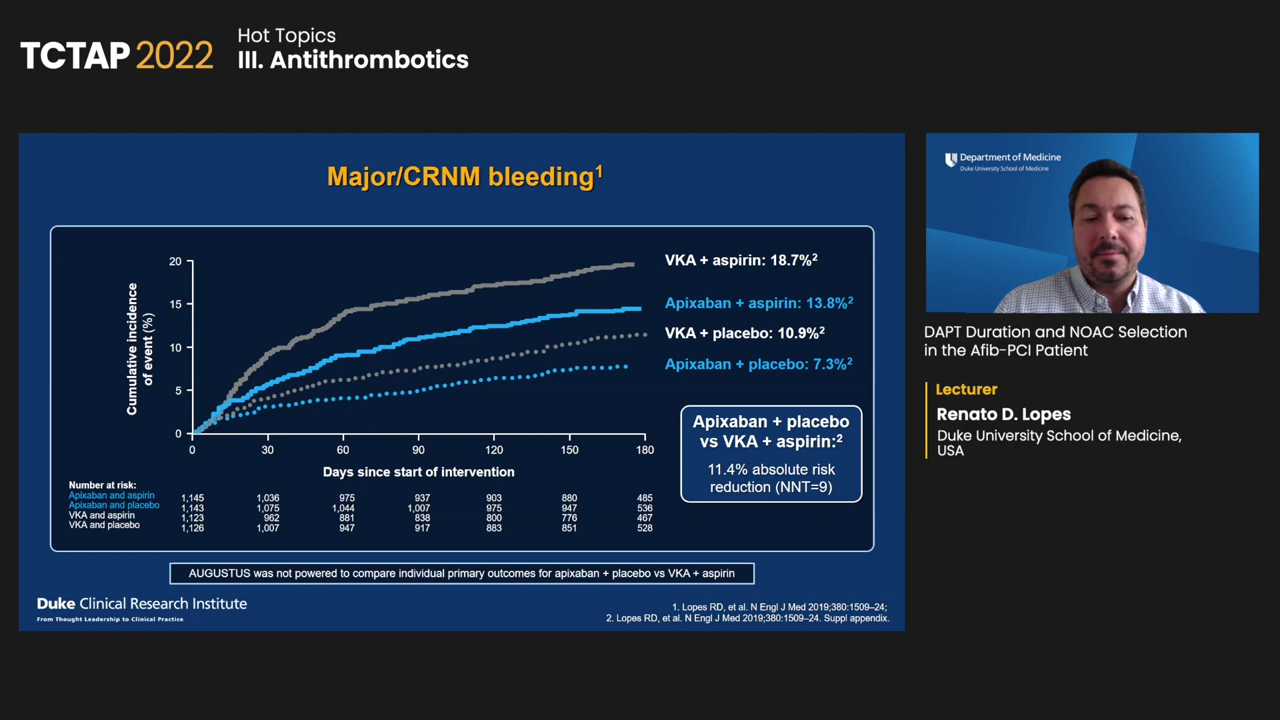 TCTAP 2022
Hot Topics
III. Antithrombotics
Major/CRNM bleeding1
Cumulative incidence
of event (%)
20
15
10
5
0
0 30 60 90 120 150 180
Days since start of intervention
VKA + aspirin: 18.7%2
Apixaban + aspirin: 13.8%2
VKA + placebo: 10.9%2
Apixaban + placebo: 7.3%2
Apixaban + placebo
vs VKA + aspirin:2
11.4% absolute risk
reduction (NNT=9)
Number at risk:
Apixaban and aspirin 1,145 1,036 975 937 903 880 485
Apixaban and placebo 1,143 1,075 1,044 1,007 975 947 536
VKA and aspirin 1,123 962 881 838 800 776 467
VKA and placebo 1,126 1,007 947 917 883 851 528
AUGUSTUS was not powered to compare individual primary outcomes for apixaban + placebo vs VKA + aspirin
Duke Clinical Research Institute
From Thought Leadership to Clinical Practice
1. Lopes RD, et al. N Engl J Med 2019;380:1509–24;
2. Lopes RD, et al. N Engl J Med 2019;380:1509–24. Suppl appendix.
Department of Medicine
Duke University School of Medicine
DAPT Duration and NOAC Selection
in the Afib-PCI Patient
Lecturer
Renato D. Lopes
Duke University School of Medicine,
USA